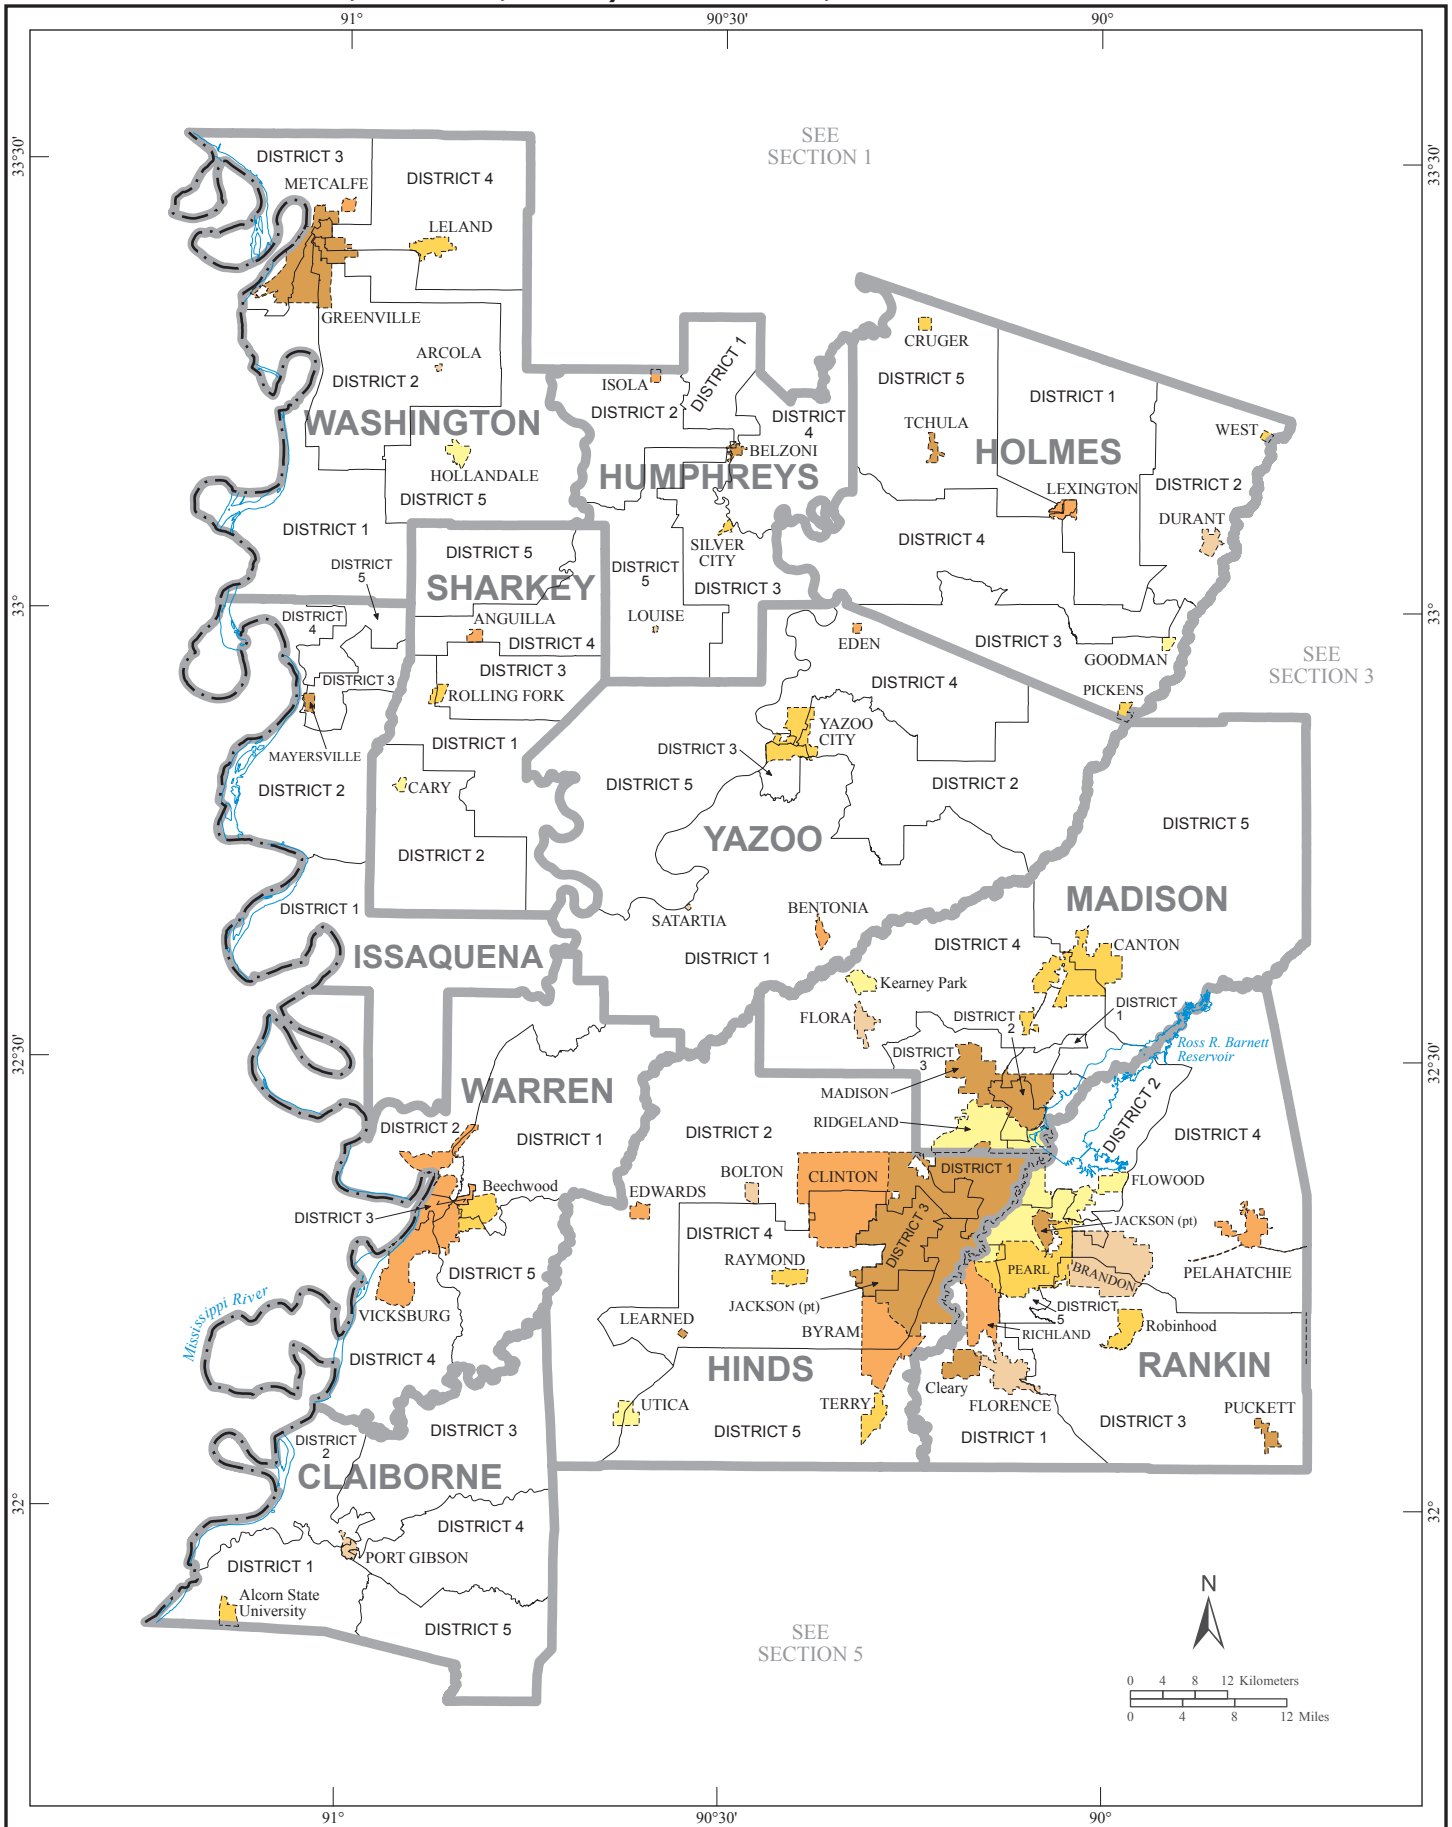 91°
90°30'
90°
33°30'
33°30'
SEE
SECTION 1
DISTRICT 3
DISTRICT 4
METCALFE
LELAND
GREENVILLE
ARCOLA
DISTRICT 2
WASHINGTON
HOLLANDALE
DISTRICT 5
DISTRICT 1
ISOLA
DISTRICT 2
DISTRICT 1
DISTRICT
4
BELZONI
HUMPHREYS
SILVER
CITY
DISTRICT
5
DISTRICT 3
LOUISE
CRUGER
DISTRICT 5
DISTRICT 1
TCHULA
HOLMES
WEST
LEXINGTON
DISTRICT 2
DURANT
DISTRICT 4
DISTRICT 3
GOODMAN
PICKENS
SEE
SECTION 3
33°
33°
DISTRICT 5
SHARKEY
ANGUILLA
DISTRICT 4
DISTRICT 3
ROLLING FORK
DISTRICT 1
CARY
DISTRICT 2
DISTRICT
5
DISTRICT
4
DISTRICT 3
MAYERSVILLE
DISTRICT 2
DISTRICT 1
ISSAQUENA
EDEN
DISTRICT 4
YAZOO
CITY
DISTRICT 3
DISTRICT 5
DISTRICT 2
YAZOO
SATARTIA
BENTONIA
DISTRICT 1
DISTRICT 5
MADISON
DISTRICT 4
CANTON
Kearney Park
FLORA
DISTRICT
2
DISTRICT
1
DISTRICT
3
MADISON
RIDGELAND
Ross R. Barnett
Reservoir
32°30'
32°30'
WARREN
DISTRICT 2
DISTRICT 1
Beechwood
DISTRICT 3
DISTRICT 5
VICKSBURG
DISTRICT 4
Mississippi River
DISTRICT 2
BOLTON
EDWARDS
CLINTON
DISTRICT 1
DISTRICT 3
DISTRICT 4
RAYMOND
JACKSON (pt)
LEARNED
BYRAM
HINDS
UTICA
TERRY
DISTRICT 5
DISTRICT 2
DISTRICT 4
FLOWOOD
JACKSON (pt)
PEARL
BRANDON
PELAHATCHIE
DISTRICT
5
RICHLAND
Robinhood
RANKIN
Cleary
FLORENCE
DISTRICT 3
PUCKETT
DISTRICT 1
DISTRICT 3
DISTRICT
2
CLAIBORNE
DISTRICT 4
PORT GIBSON
DISTRICT 1
Alcorn State
University
DISTRICT 5
32°
32°
SEE
SECTION 5
N
0 4 8 12 Kilometers
0 4 8 12 Miles
91°
90°30'
90°